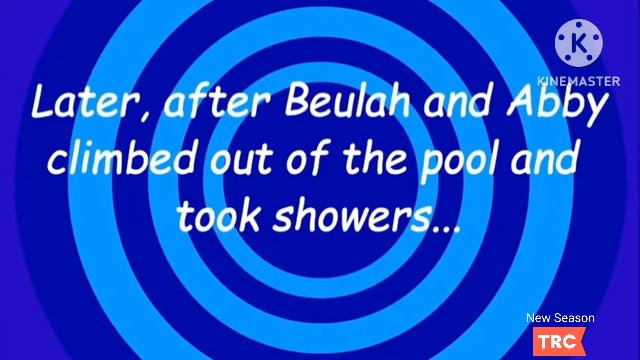 KINEMASTER
Later, after Beulah and Abby
climbed out of the pool and
took showers...
New Season
TRC